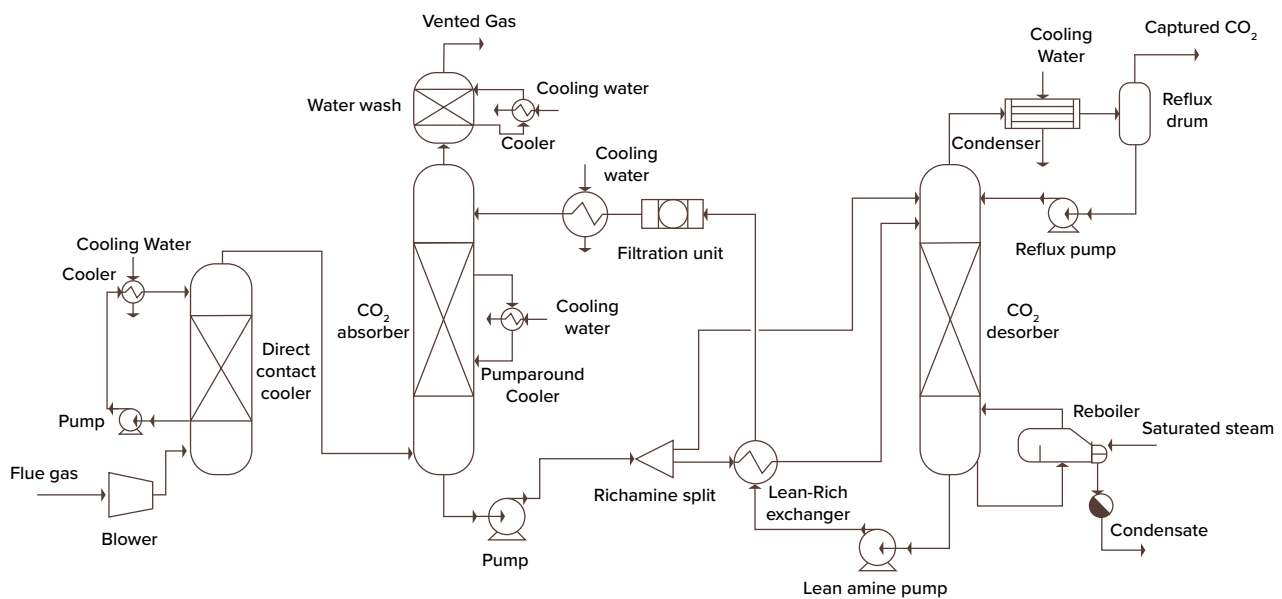 Vented Gas
Water wash
Cooling water
Cooler
Cooling
water
Filtration unit
Cooling
Water
Captured CO₂
Reflux
drum
Condenser
Reflux pump
Cooling Water
Cooler
Direct
contact
cooler
Pump
Flue gas
Blower
CO₂
absorber
Cooling
water
Pumparound
Cooler
Pump
Richamine split
Lean-Rich
exchanger
Lean amine pump
CO₂
desorber
Reboiler
Saturated steam
Condensate